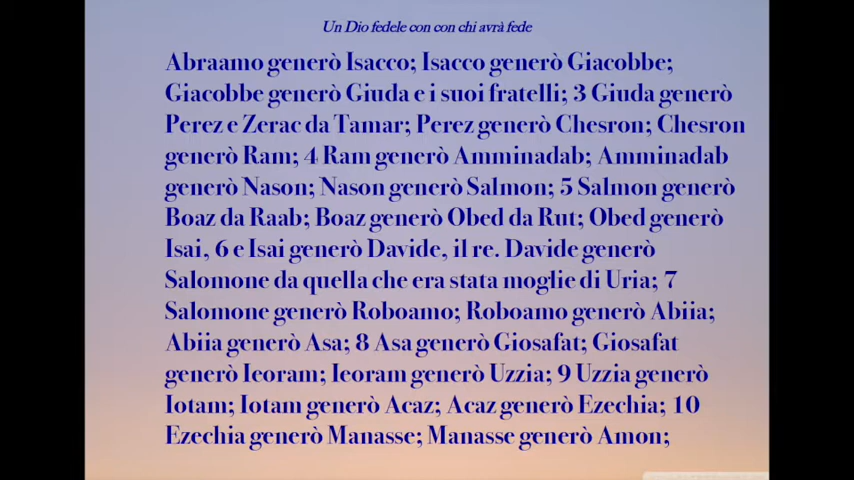 Un Dio fedele con con chi avrà fede
Abraamo generò Isacco; Isacco generò Giacobbe;
Giacobbe generò Giuda e i suoi fratelli; 3 Giuda generò
Perez e Zerac da Tamar; Perez generò Chesron; Chesron
generò Ram; 4 Ram generò Amminadab; Amminadab
generò Nason; Nason generò Salmon; 5 Salmon generò
Boaz da Raab; Boaz generò Obed da Rut; Obed generò
Isai, 6 e Isai generò Davide, il re. Davide generò
Salomone da quella che era stata moglie di Uria; 7
Salomone generò Roboamo; Roboamo generò Abiia;
Abiia generò Asa; 8 Asa generò Giosafat; Giosafat
generò Ieoram; Ieoram generò Uzzia; 9 Uzzia generò
Iotam; Iotam generò Acaz; Acaz generò Ezechia; 10
Ezechia generò Manasse; Manasse generò Amon;